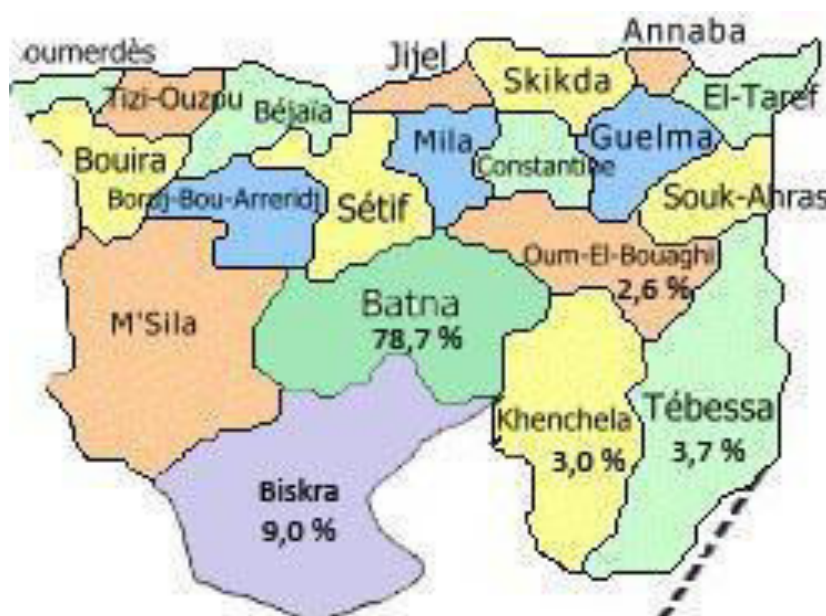 oumerdès
Jijel
Annaba
Skikda
Tizi-Ouzou
Béjaïa
El-Taref
Bouira
Mila
Constantine
Guelma
Bordj-Bou-Arreridj
Sétif
Souk-Ahras
Oum-El-Bouaghi
2,6 %
M'Sila
Batna
78,7 %
Khenchela
3,0 %
Tébessa
3,7 %
Biskra
9,0 %